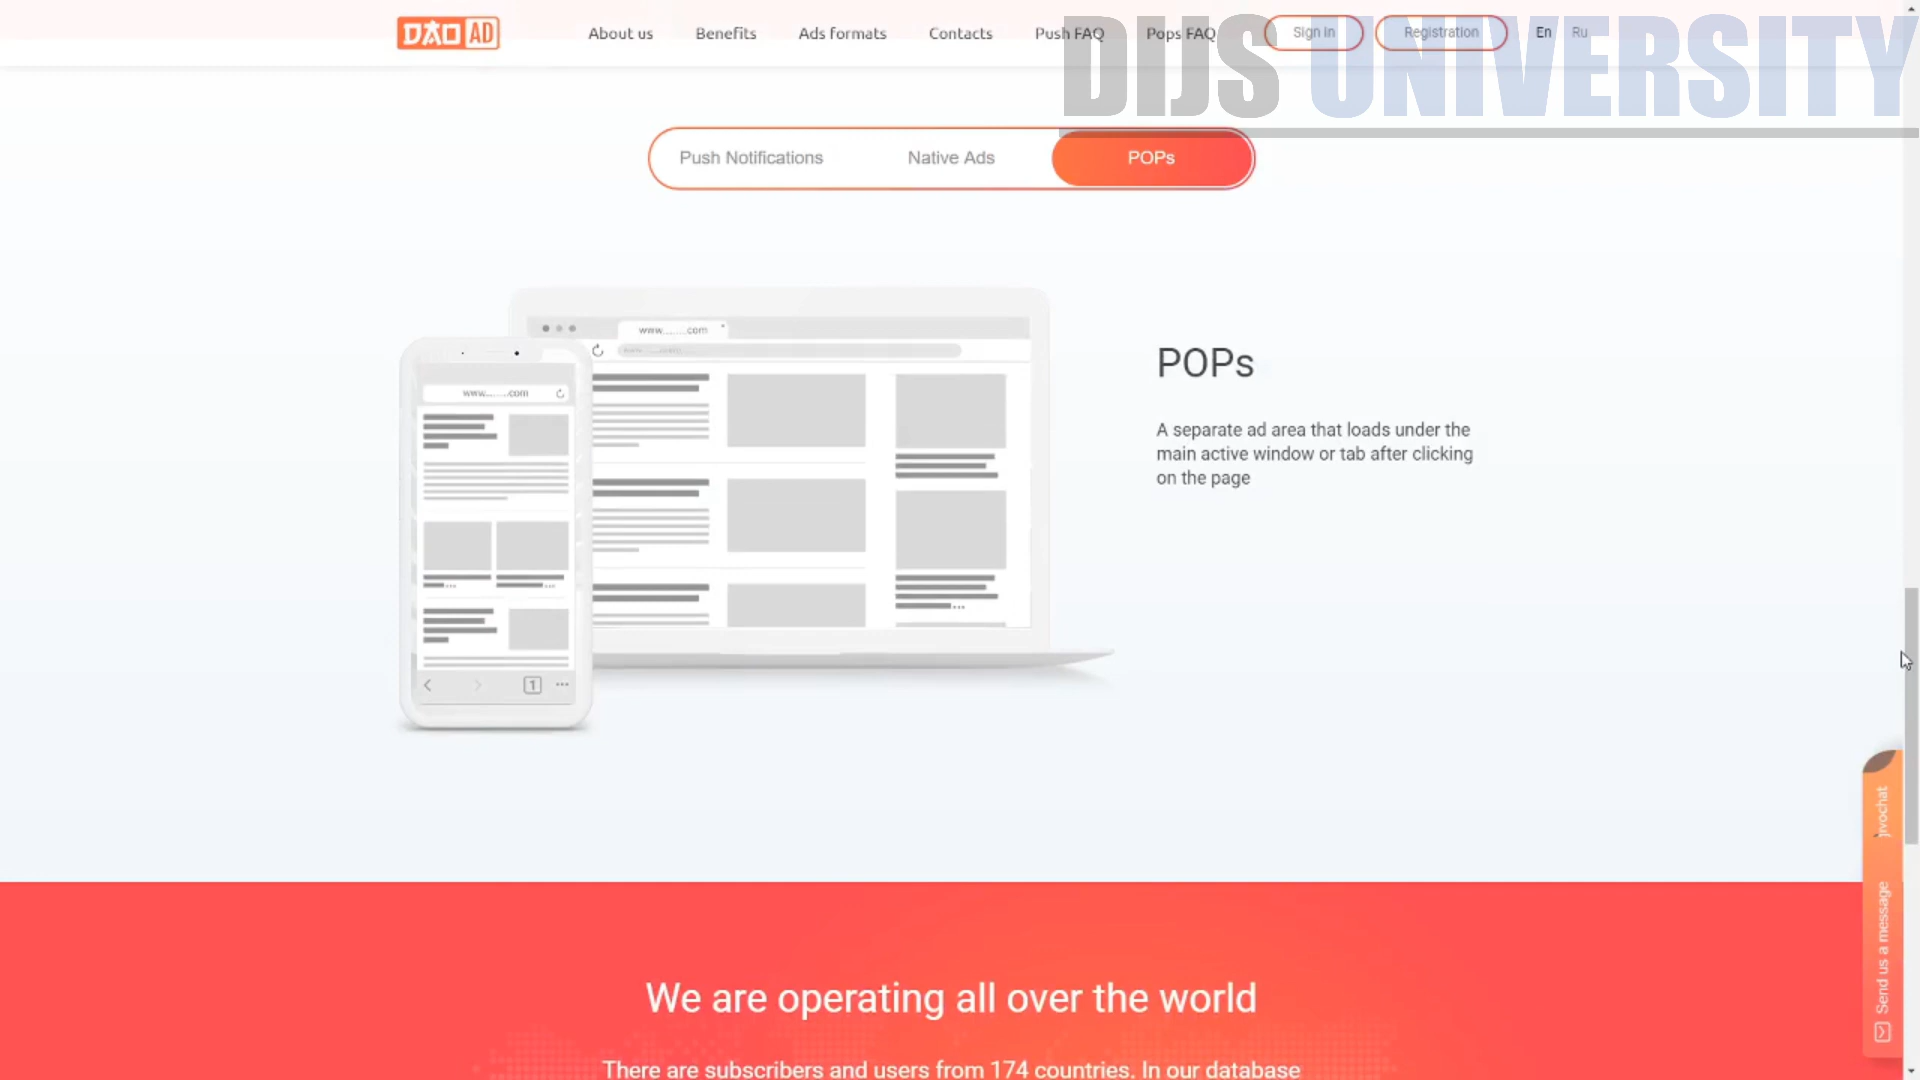 DAO AD
About us
Benefits
Ads formats
Contacts
Push FAQ
Pops FAQ
Sign In
Registration
En
Ru
DIJS UNIVERSITY
Push Notifications
Native Ads
POPs
www........com
www........com
POPs
A separate ad area that loads under the
main active window or tab after clicking
on the page
1
jivochat
Send us a message
We are operating all over the world
There are subscribers and users from 174 countries. In our database